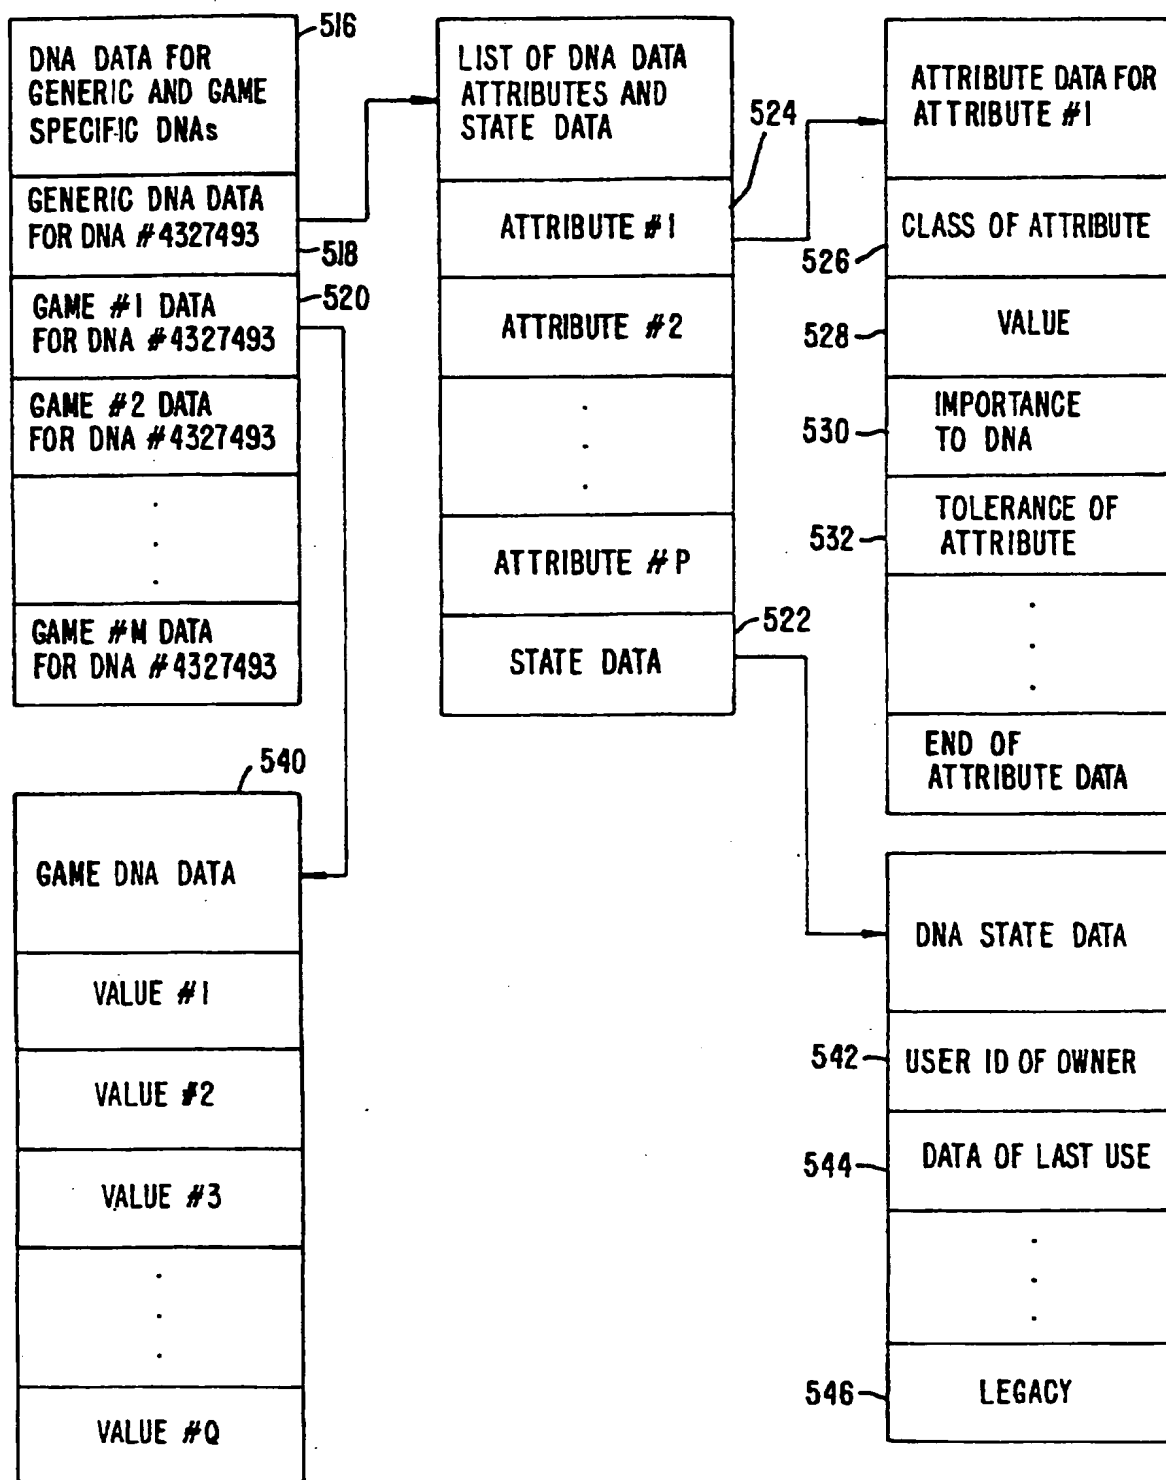 516
DNA DATA FOR
GENERIC AND GAME
SPECIFIC DNAs
GENERIC DNA DATA
FOR DNA #4327493
518
520
GAME #1 DATA
FOR DNA #4327493
GAME #2 DATA
FOR DNA #4327493
GAME #M DATA
FOR DNA #4327493
540
GAME DNA DATA
VALUE #1
VALUE #2
VALUE #3
VALUE #Q
LIST OF DNA DATA
ATTRIBUTES AND
STATE DATA
524
ATTRIBUTE #1
ATTRIBUTE #2
ATTRIBUTE #P
522
STATE DATA
ATTRIBUTE DATA FOR
ATTRIBUTE #1
CLASS OF ATTRIBUTE
526
VALUE
528
IMPORTANCE
TO DNA
530
TOLERANCE OF
ATTRIBUTE
532
END OF
ATTRIBUTE DATA
DNA STATE DATA
542
USER ID OF OWNER
544
DATA OF LAST USE
546
LEGACY